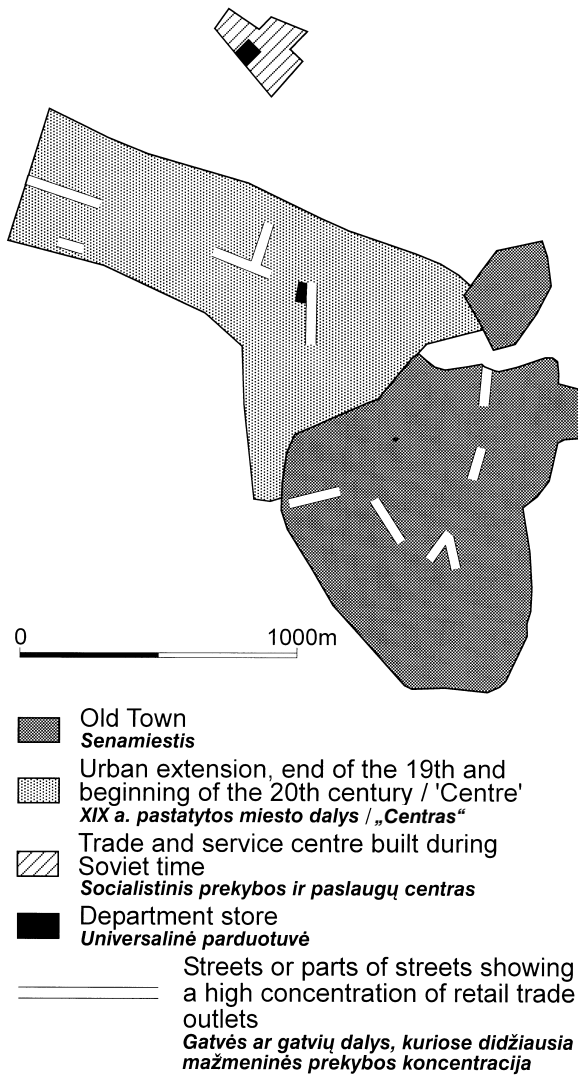 0 1000m
Old Town
Senamiestis
Urban extension, end of the 19th and
beginning of the 20th century / 'Centre'
XIX a. pastatytos miesto dalys / „Centras“
Trade and service centre built during
Soviet time
Socialistinis prekybos ir paslaugų centras
Department store
Universalinė parduotuvė
Streets or parts of streets showing
a high concentration of retail trade
outlets
Gatvės ar gatvių dalys, kuriose didžiausia
mažmeninės prekybos koncentracija